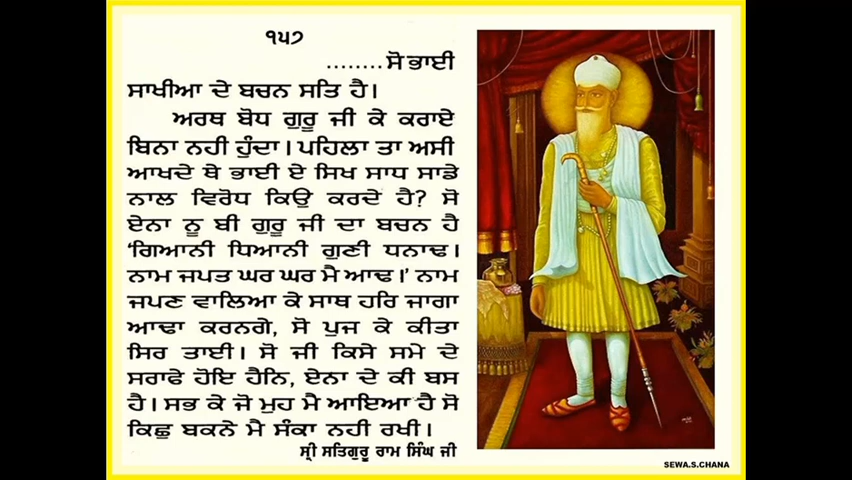 ੧੫੭
........ ਸੋ ਭਾਈ
ਸਾਖੀਆ ਦੇ ਬਚਨ ਸਤਿ ਹੈ।
ਅਰਥ ਬੋਧ ਗੁਰੂ ਜੀ ਕੇ ਕਰਾਏ
ਬਿਨਾ ਨਹੀ ਹੁੰਦਾ। ਪਹਿਲਾ ਤਾ ਅਸੀ
ਆਖਦੇ ਥੇ ਭਾਈ ਏ ਸਿਖ ਸਾਧ ਸਾਡੇ
ਨਾਲ ਵਿਰੋਧ ਕਿਉ ਕਰਦੇ ਹੈ? ਸੋ
ਏਨਾ ਨੂ ਬੀ ਗੁਰੂ ਜੀ ਦਾ ਬਚਨ ਹੈ
'ਗਿਆਨੀ ਧਿਆਨੀ ਗੁਣੀ ਧਨਾਢ।
ਨਾਮ ਜਪਤ ਘਰ ਘਰ ਮੈ ਆਢ।' ਨਾਮ
ਜਪਣ ਵਾਲਿਆ ਕੇ ਸਾਥ ਹਰਿ ਜਾਗਾ
ਆਢਾ ਕਰਨਗੇ, ਸੋ ਪੁਜ ਕੇ ਕੀਤਾ
ਸਿਰ ਤਾਈ। ਸੋ ਜੀ ਕਿਸੇ ਸਮੇ ਦੇ
ਸਰਾਫੇ ਹੋਇ ਹੈਨਿ, ਏਨਾ ਦੇ ਕੀ ਬਸ
ਹੈ। ਸਭ ਕੇ ਜੋ ਮੁਹ ਮੈ ਆਇਆ ਹੈ ਸੋ
ਕਿਛੁ ਬਕਨੇ ਮੈ ਸੰਕਾ ਨਹੀ ਰਖੀ।
ਸ੍ਰੀ ਸਤਿਗੁਰੂ ਰਾਮ ਸਿੰਘ ਜੀ
SEWA.S.CHANA